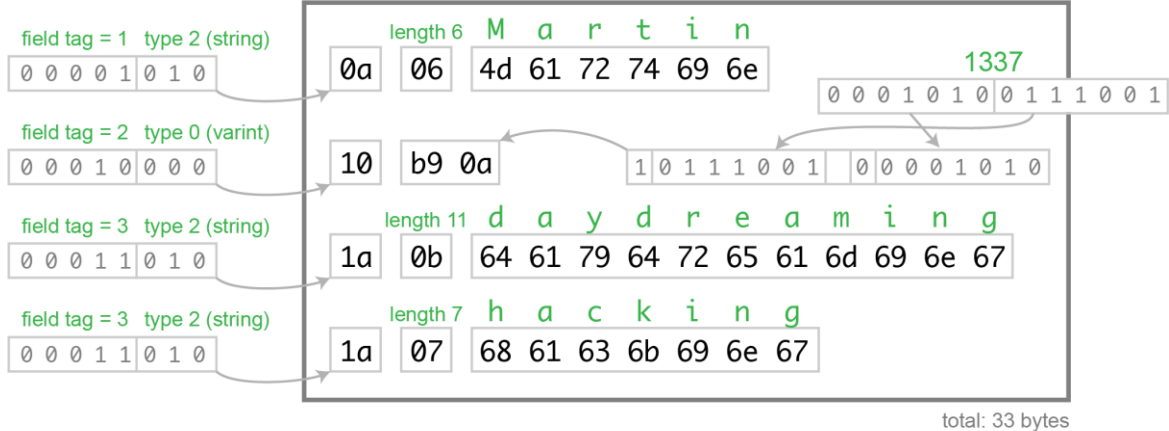 length 6 M a r t i n
field tag = 1 type 2 (string)
0 0 0 0 1 0 1 0
0a 06 4d 61 72 74 69 6e
1337
0 0 0 1 0 1 0 0 1 1 1 0 0 1
field tag = 2 type 0 (varint)
0 0 0 1 0 0 0 0
10 b9 0a
1 0 1 1 1 0 0 1 0 0 0 0 1 0 1 0
length 11 d a y d r e a m i n g
field tag = 3 type 2 (string)
0 0 0 1 1 0 1 0
1a 0b 64 61 79 64 72 65 61 6d 69 6e 67
length 7 h a c k i n g
field tag = 3 type 2 (string)
0 0 0 1 1 0 1 0
1a 07 68 61 63 6b 69 6e 67
total: 33 bytes